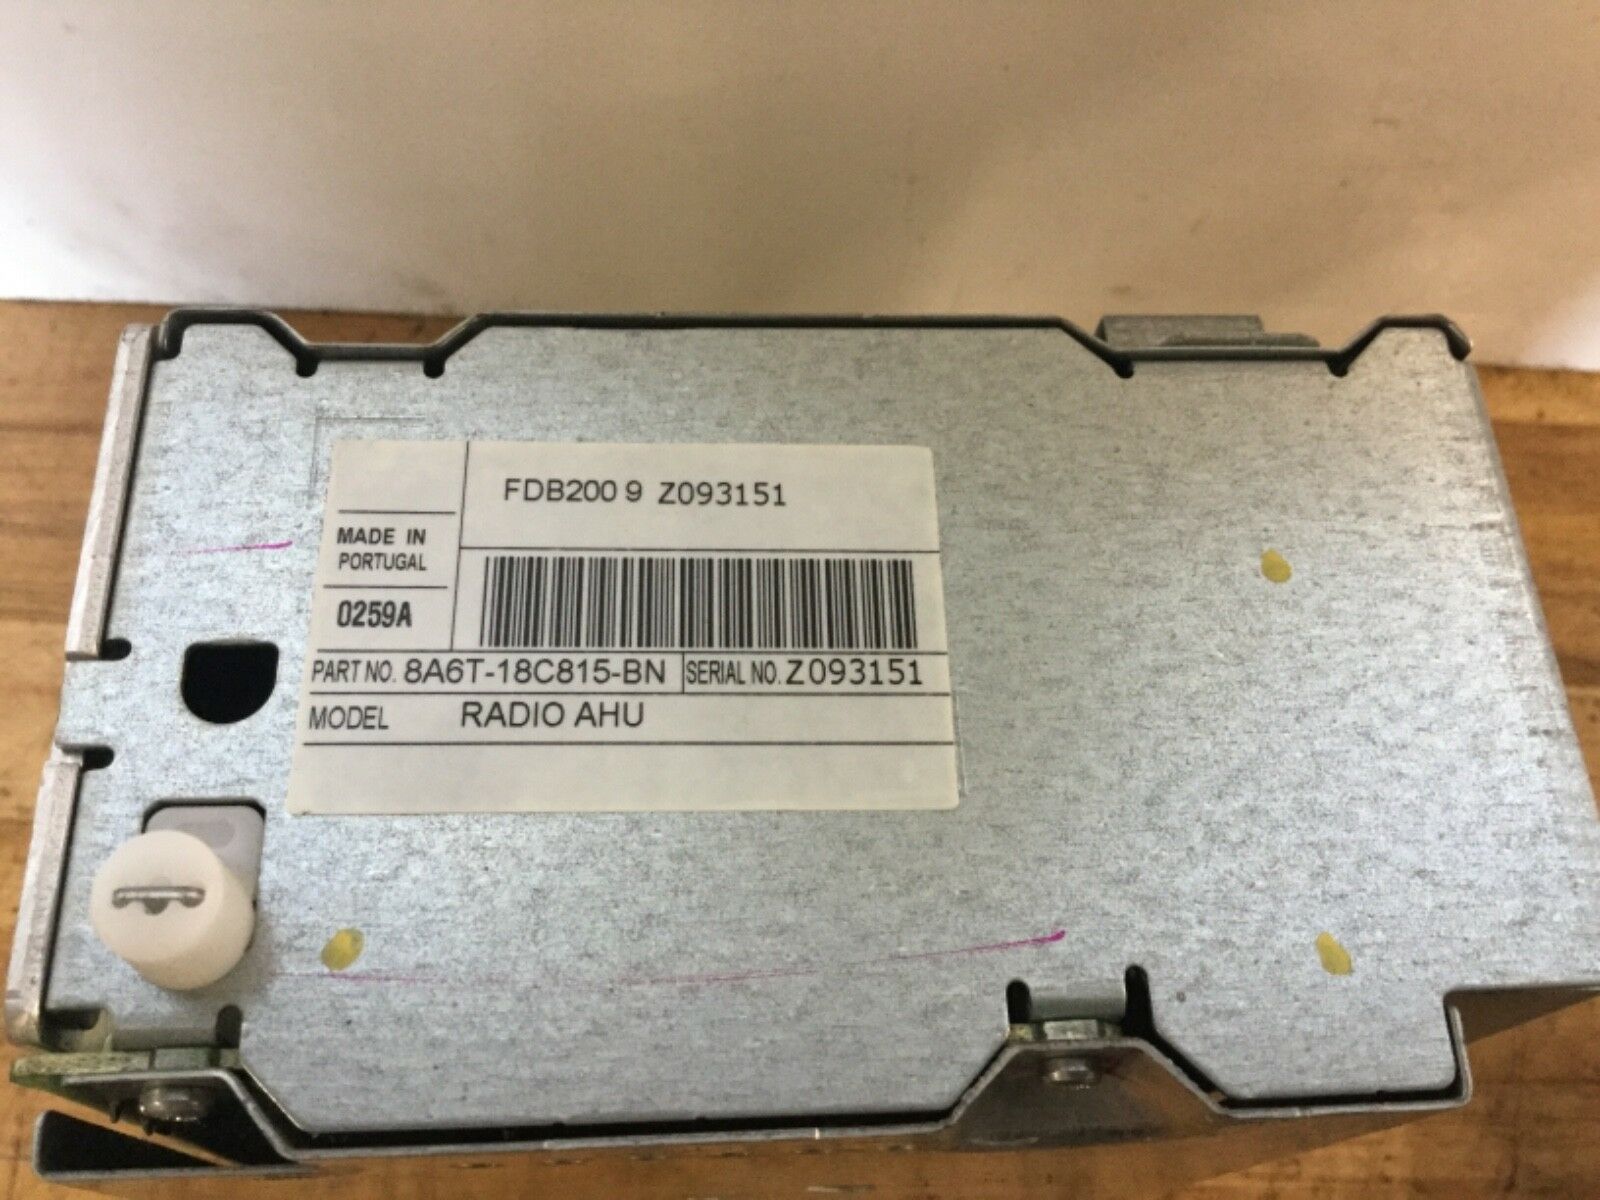 FDB200 9 Z093151
MADE IN
PORTUGAL
0259A
PART NO. 8A6T-18C815-BN SERIAL NO. Z093151
MODEL RADIO AHU